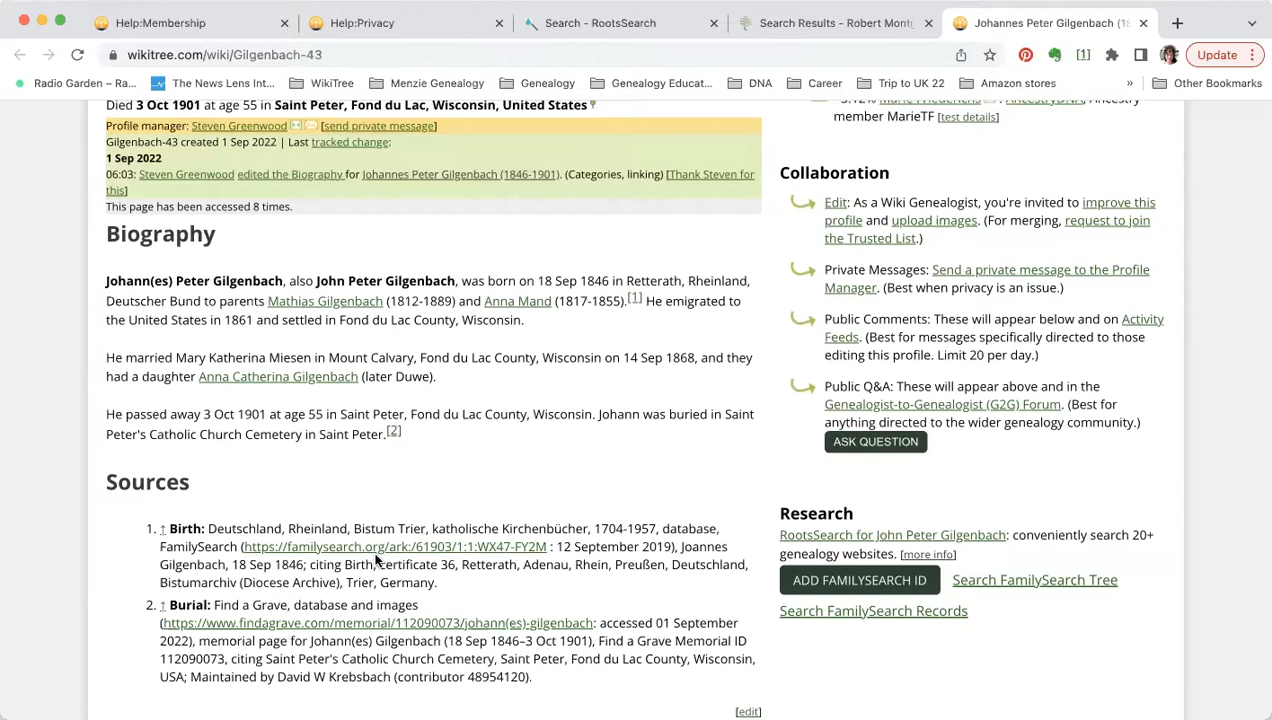 Help:Membership
Help:Privacy
Search - RootsSearch
Search Results - Robert Montg
Johannes Peter Gilgenbach (18
wikitree.com/wiki/Gilgenbach-43
Update
Radio Garden – Ra...
The News Lens Int...
WikiTree
Menzie Genealogy
Genealogy
Genealogy Educat...
DNA
Career
Trip to UK 22
Amazon stores
»
Other Bookmarks
Died 3 Oct 1901 at age 55 in Saint Peter, Fond du Lac, Wisconsin, United States
Profile manager: Steven Greenwood [send private message]
Gilgenbach-43 created 1 Sep 2022 | Last tracked change:
1 Sep 2022
06:03: Steven Greenwood edited the Biography for Johannes Peter Gilgenbach (1846-1901). (Categories, linking) [Thank Steven for
this]
This page has been accessed 8 times.
Biography
Johann(es) Peter Gilgenbach, also John Peter Gilgenbach, was born on 18 Sep 1846 in Retterath, Rheinland,
Deutscher Bund to parents Mathias Gilgenbach (1812-1889) and Anna Mand (1817-1855).[1] He emigrated to
the United States in 1861 and settled in Fond du Lac County, Wisconsin.
He married Mary Katherina Miesen in Mount Calvary, Fond du Lac County, Wisconsin on 14 Sep 1868, and they
had a daughter Anna Catherina Gilgenbach (later Duwe).
He passed away 3 Oct 1901 at age 55 in Saint Peter, Fond du Lac County, Wisconsin. Johann was buried in Saint
Peter's Catholic Church Cemetery in Saint Peter.[2]
Sources
1. ↑ Birth: Deutschland, Rheinland, Bistum Trier, katholische Kirchenbücher, 1704-1957, database,
FamilySearch (https://familysearch.org/ark:/61903/1:1:WX47-FY2M : 12 September 2019), Joannes
Gilgenbach, 18 Sep 1846; citing Birth, certificate 36, Retterath, Adenau, Rhein, Preußen, Deutschland,
Bistumarchiv (Diocese Archive), Trier, Germany.
2. ↑ Burial: Find a Grave, database and images
(https://www.findagrave.com/memorial/112090073/johann(es)-gilgenbach: accessed 01 September
2022), memorial page for Johann(es) Gilgenbach (18 Sep 1846–3 Oct 1901), Find a Grave Memorial ID
112090073, citing Saint Peter's Catholic Church Cemetery, Saint Peter, Fond du Lac County, Wisconsin,
USA; Maintained by David W Krebsbach (contributor 48954120).
[edit]
3.12% Marie Friederichs : AncestryDNA, Ancestry
member MarieTF [test details]
Collaboration
Edit: As a Wiki Genealogist, you're invited to improve this
profile and upload images. (For merging, request to join
the Trusted List.)
Private Messages: Send a private message to the Profile
Manager. (Best when privacy is an issue.)
Public Comments: These will appear below and on Activity
Feeds. (Best for messages specifically directed to those
editing this profile. Limit 20 per day.)
Public Q&A: These will appear above and in the
Genealogist-to-Genealogist (G2G) Forum. (Best for
anything directed to the wider genealogy community.)
ASK QUESTION
Research
RootsSearch for John Peter Gilgenbach: conveniently search 20+
genealogy websites. [more info]
ADD FAMILYSEARCH ID
Search FamilySearch Tree
Search FamilySearch Records